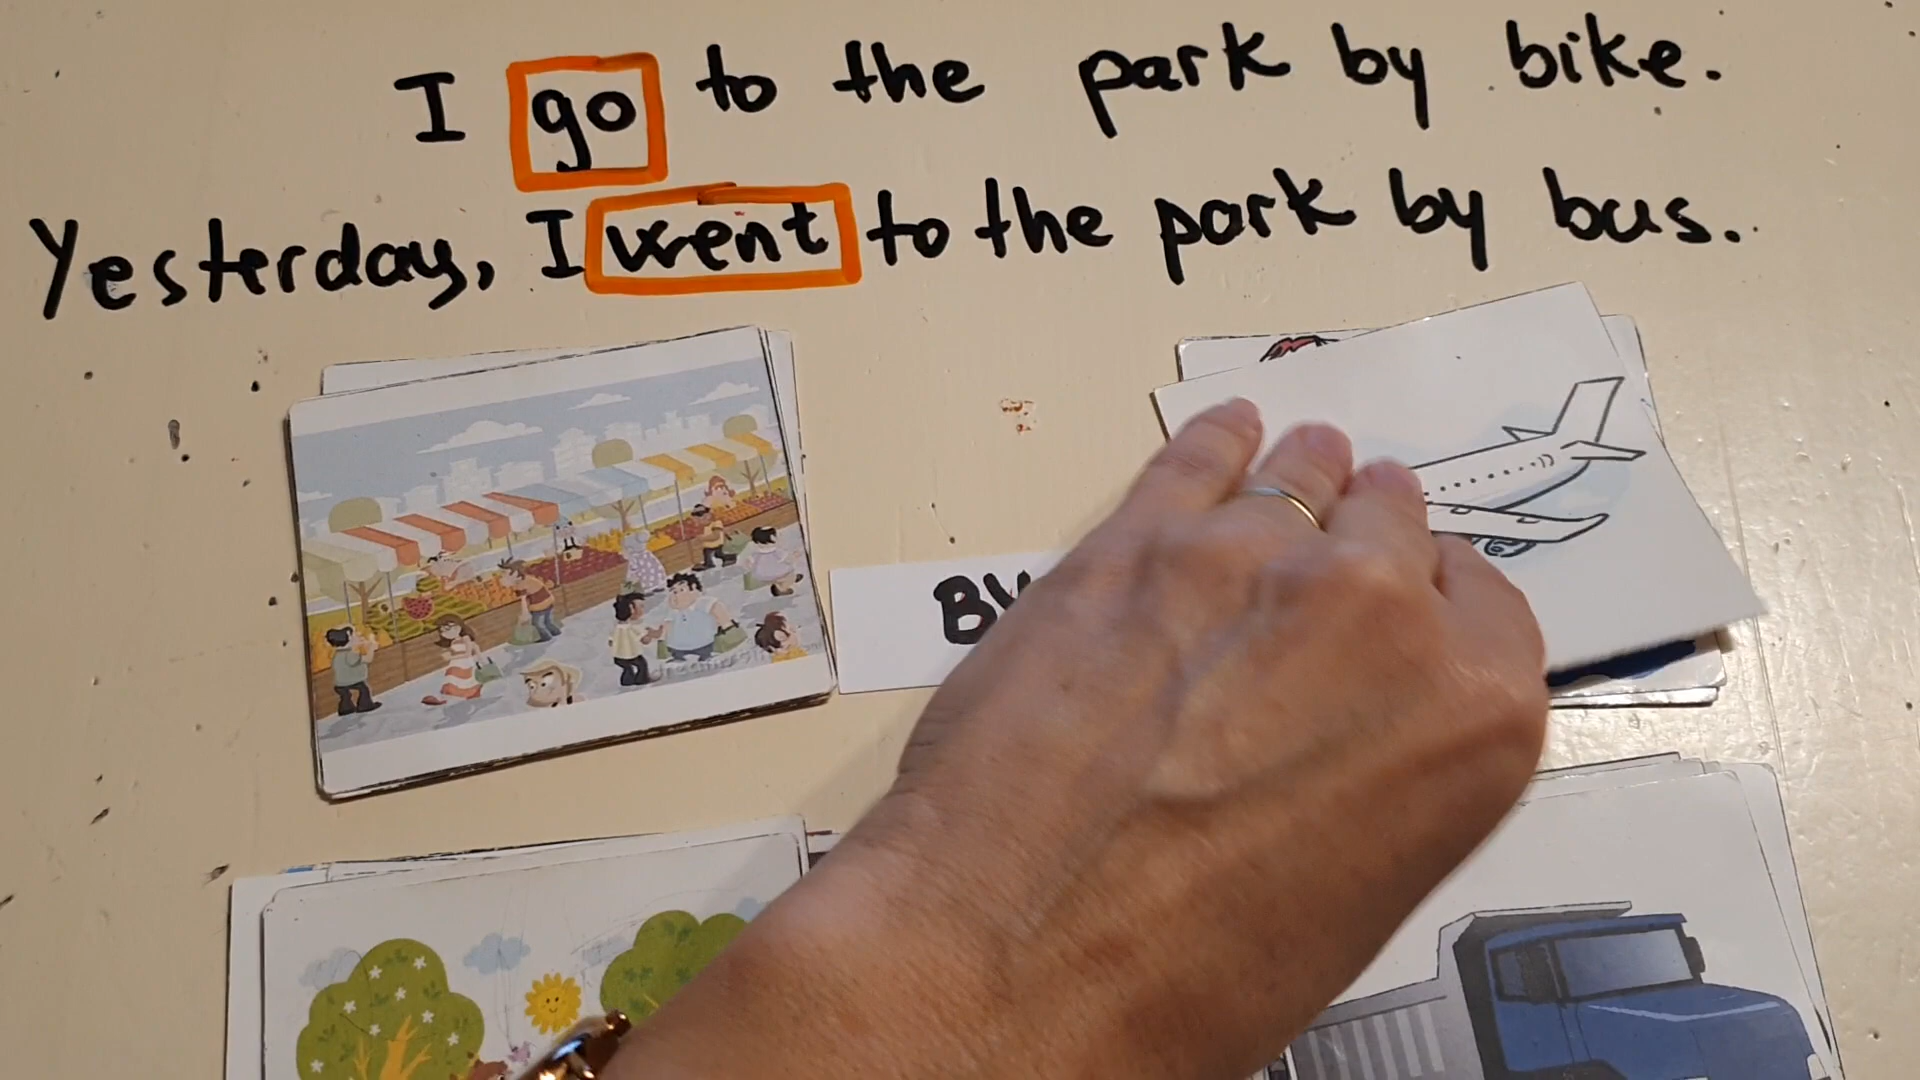 I go to the park by bike.
Yesterday, I went to the park by bus.